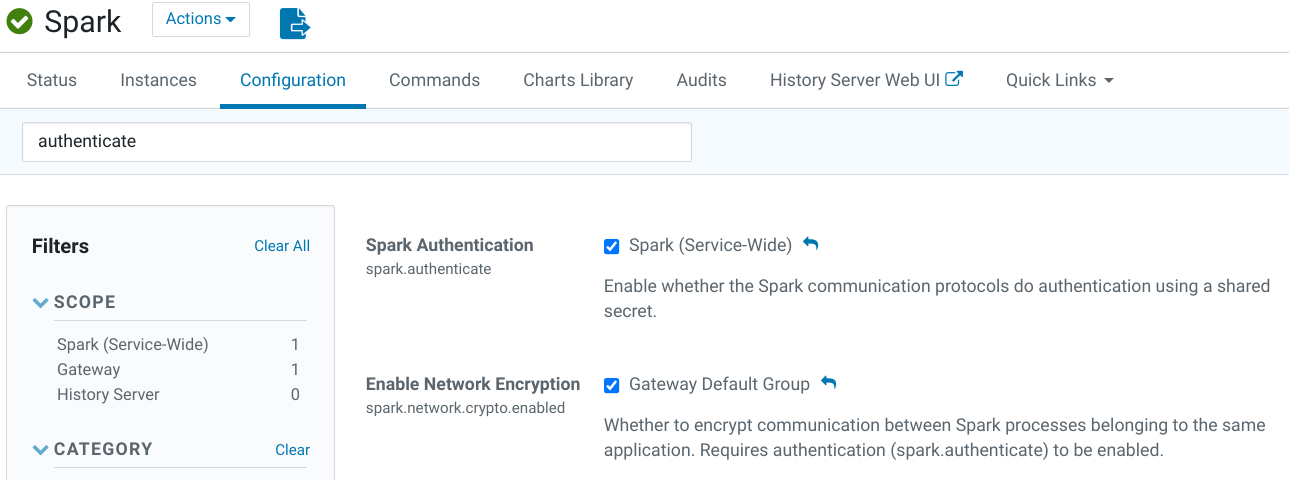 Spark
Actions
Status Instances Configuration Commands Charts Library Audits History Server Web UI Quick Links
authenticate
Filters Clear All
SCOPE
Spark (Service-Wide) 1
Gateway 1
History Server 0
CATEGORY Clear
Spark Authentication
spark.authenticate
Spark (Service-Wide)
Enable whether the Spark communication protocols do authentication using a shared
secret.
Enable Network Encryption
spark.network.crypto.enabled
Gateway Default Group
Whether to encrypt communication between Spark processes belonging to the same
application. Requires authentication (spark.authenticate) to be enabled.